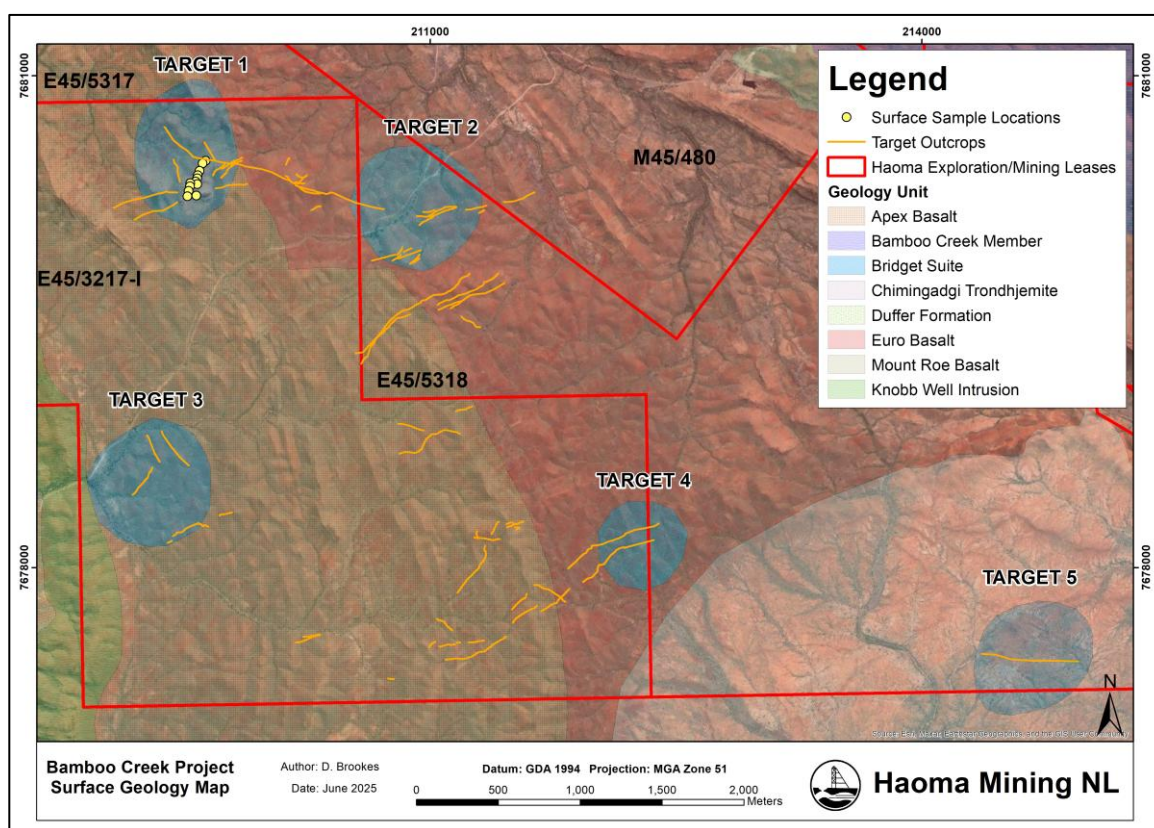 211000
214000
7681000
7681000
TARGET 1
E45/5317
TARGET 2
M45/480
E45/3217-I
E45/5318
TARGET 3
TARGET 4
7678000
7678000
TARGET 5
Legend
Surface Sample Locations
Target Outcrops
Haoma Exploration/Mining Leases
Geology Unit
Apex Basalt
Bamboo Creek Member
Bridget Suite
Chimingadgi Trondhjemite
Duffer Formation
Euro Basalt
Mount Roe Basalt
Knobb Well Intrusion
N
Bamboo Creek Project
Surface Geology Map
Author: D. Brookes
Date: June 2025
Datum: GDA 1994 Projection: MGA Zone 51
0 500 1,000 1,500 2,000
Meters
Haoma Mining NL